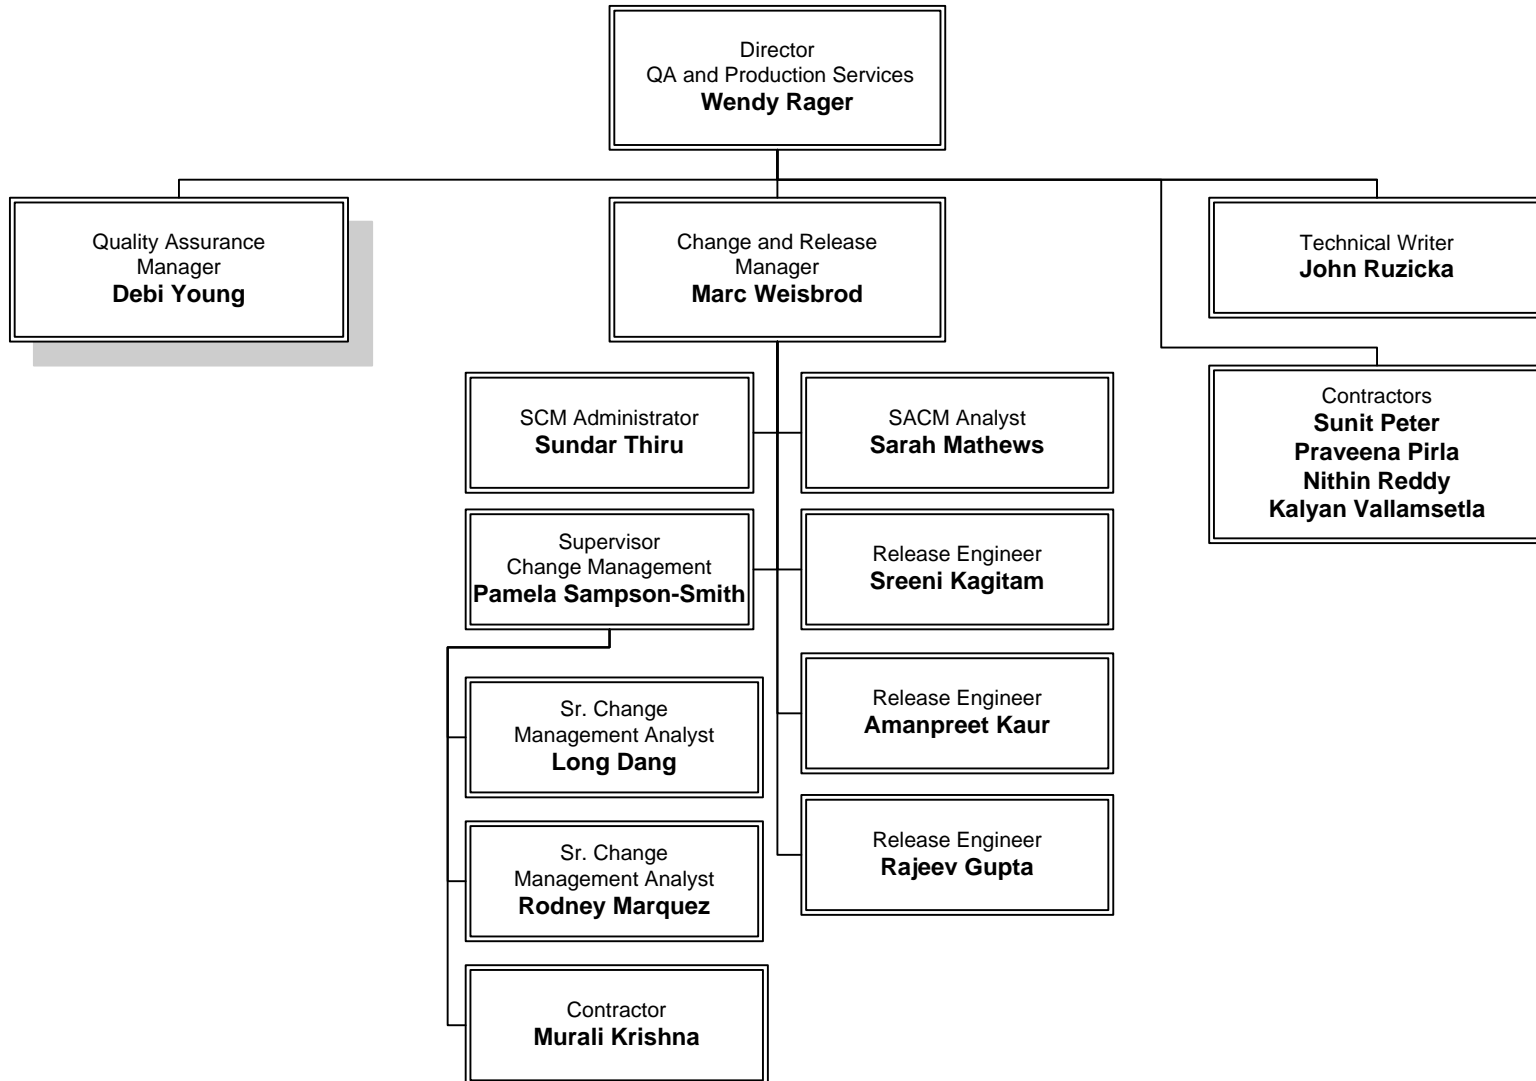 Director
QA and Production Services
Wendy Rager
Quality Assurance
Manager
Debi Young
Change and Release
Manager
Marc Weisbrod
Technical Writer
John Ruzicka
Contractors
Sunit Peter
Praveena Pirla
Nithin Reddy
Kalyan Vallamsetla
SCM Administrator
Sundar Thiru
SACM Analyst
Sarah Mathews
Supervisor
Change Management
Pamela Sampson-Smith
Release Engineer
Sreeni Kagitam
Sr. Change
Management Analyst
Long Dang
Release Engineer
Amanpreet Kaur
Sr. Change
Management Analyst
Rodney Marquez
Release Engineer
Rajeev Gupta
Contractor
Murali Krishna